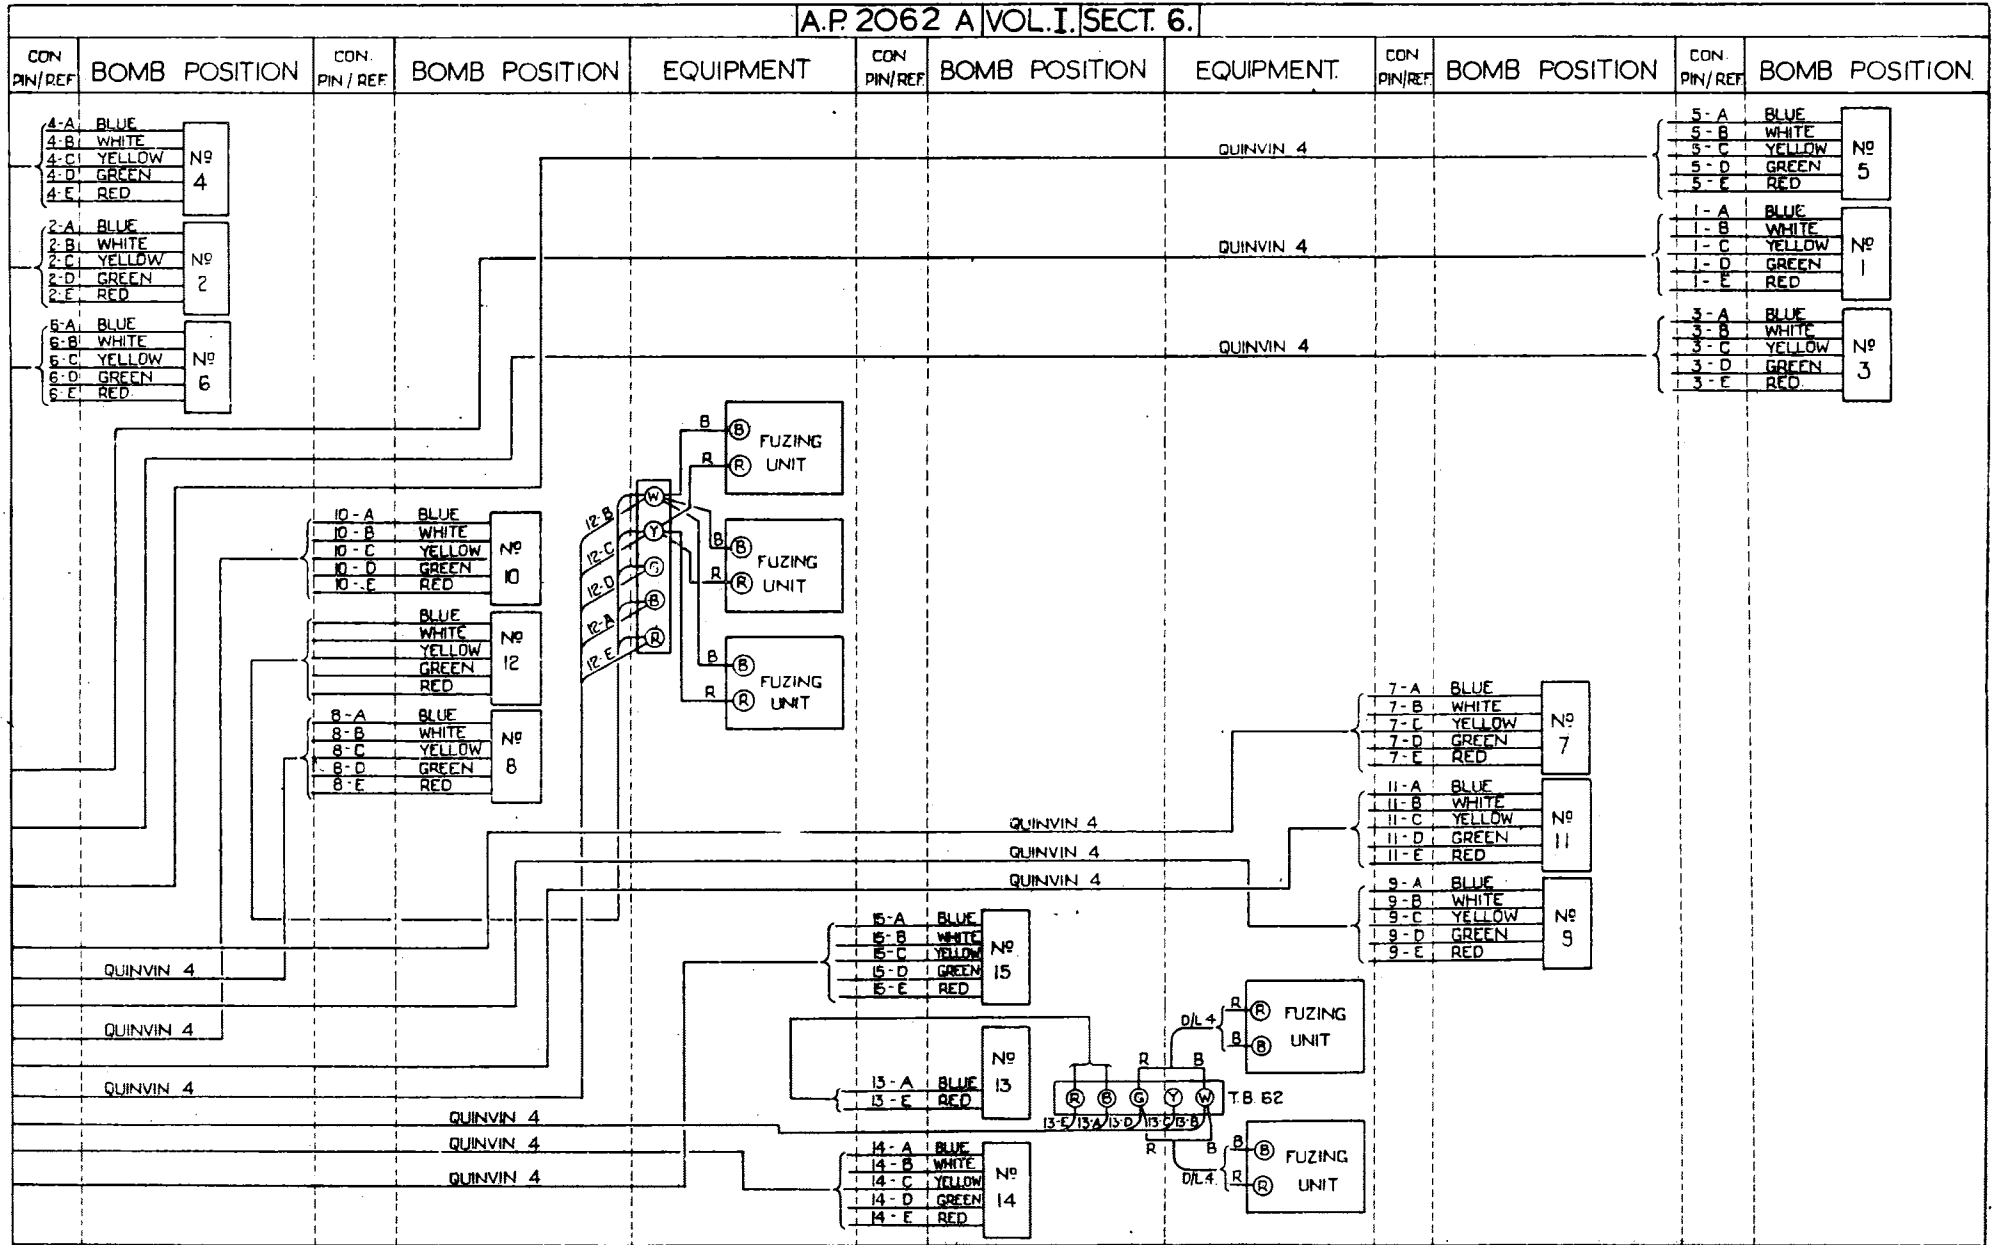 A.P. 2062 A VOL. I. SECT. 6.
CON PIN/REF
BOMB POSITION
CON. PIN/REF
BOMB POSITION
EQUIPMENT
CON PIN/REF
BOMB POSITION
EQUIPMENT.
CON PIN/REF
BOMB POSITION
CON. PIN/REF
BOMB POSITION.
4-A BLUE
4-B WHITE
4-C YELLOW
4-D GREEN
4-E RED
Nº 4
2-A BLUE
2-B WHITE
2-C YELLOW
2-D GREEN
2-E RED
Nº 2
6-A BLUE
6-B WHITE
6-C YELLOW
6-D GREEN
6-E RED
Nº 6
QUINVIN 4
5-A BLUE
5-B WHITE
5-C YELLOW
5-D GREEN
5-E RED
Nº 5
QUINVIN 4
1-A BLUE
1-B WHITE
1-C YELLOW
1-D GREEN
1-E RED
Nº 1
QUINVIN 4
3-A BLUE
3-B WHITE
3-C YELLOW
3-D GREEN
3-E RED
Nº 3
10-A BLUE
10-B WHITE
10-C YELLOW
10-D GREEN
10-E RED
Nº 10
BLUE
WHITE
YELLOW
GREEN
RED
Nº 12
8-A BLUE
8-B WHITE
8-C YELLOW
8-D GREEN
8-E RED
Nº 8
12-B
12-C
12-D
12-A
12-E
W
Y
G
B
R
B B
R R
FUZING UNIT
B B
R R
FUZING UNIT
B B
R R
FUZING UNIT
7-A BLUE
7-B WHITE
7-C YELLOW
7-D GREEN
7-E RED
Nº 7
11-A BLUE
11-B WHITE
11-C YELLOW
11-D GREEN
11-E RED
Nº 11
9-A BLUE
9-B WHITE
9-C YELLOW
9-D GREEN
9-E RED
Nº 9
QUINVIN 4
QUINVIN 4
QUINVIN 4
QUINVIN 4
QUINVIN 4
QUINVIN 4
QUINVIN 4
QUINVIN 4
QUINVIN 4
15-A BLUE
15-B WHITE
15-C YELLOW
15-D GREEN
15-E RED
Nº 15
13-A BLUE
13-E RED
Nº 13
14-A BLUE
14-B WHITE
14-C YELLOW
14-D GREEN
14-E RED
Nº 14
D/L 4
R R
B B
FUZING UNIT
R B
R B G Y W
T.B. 62
13-E 13-A 13-D 13-C 13-B
R B
D/L 4
B B
R R
FUZING UNIT